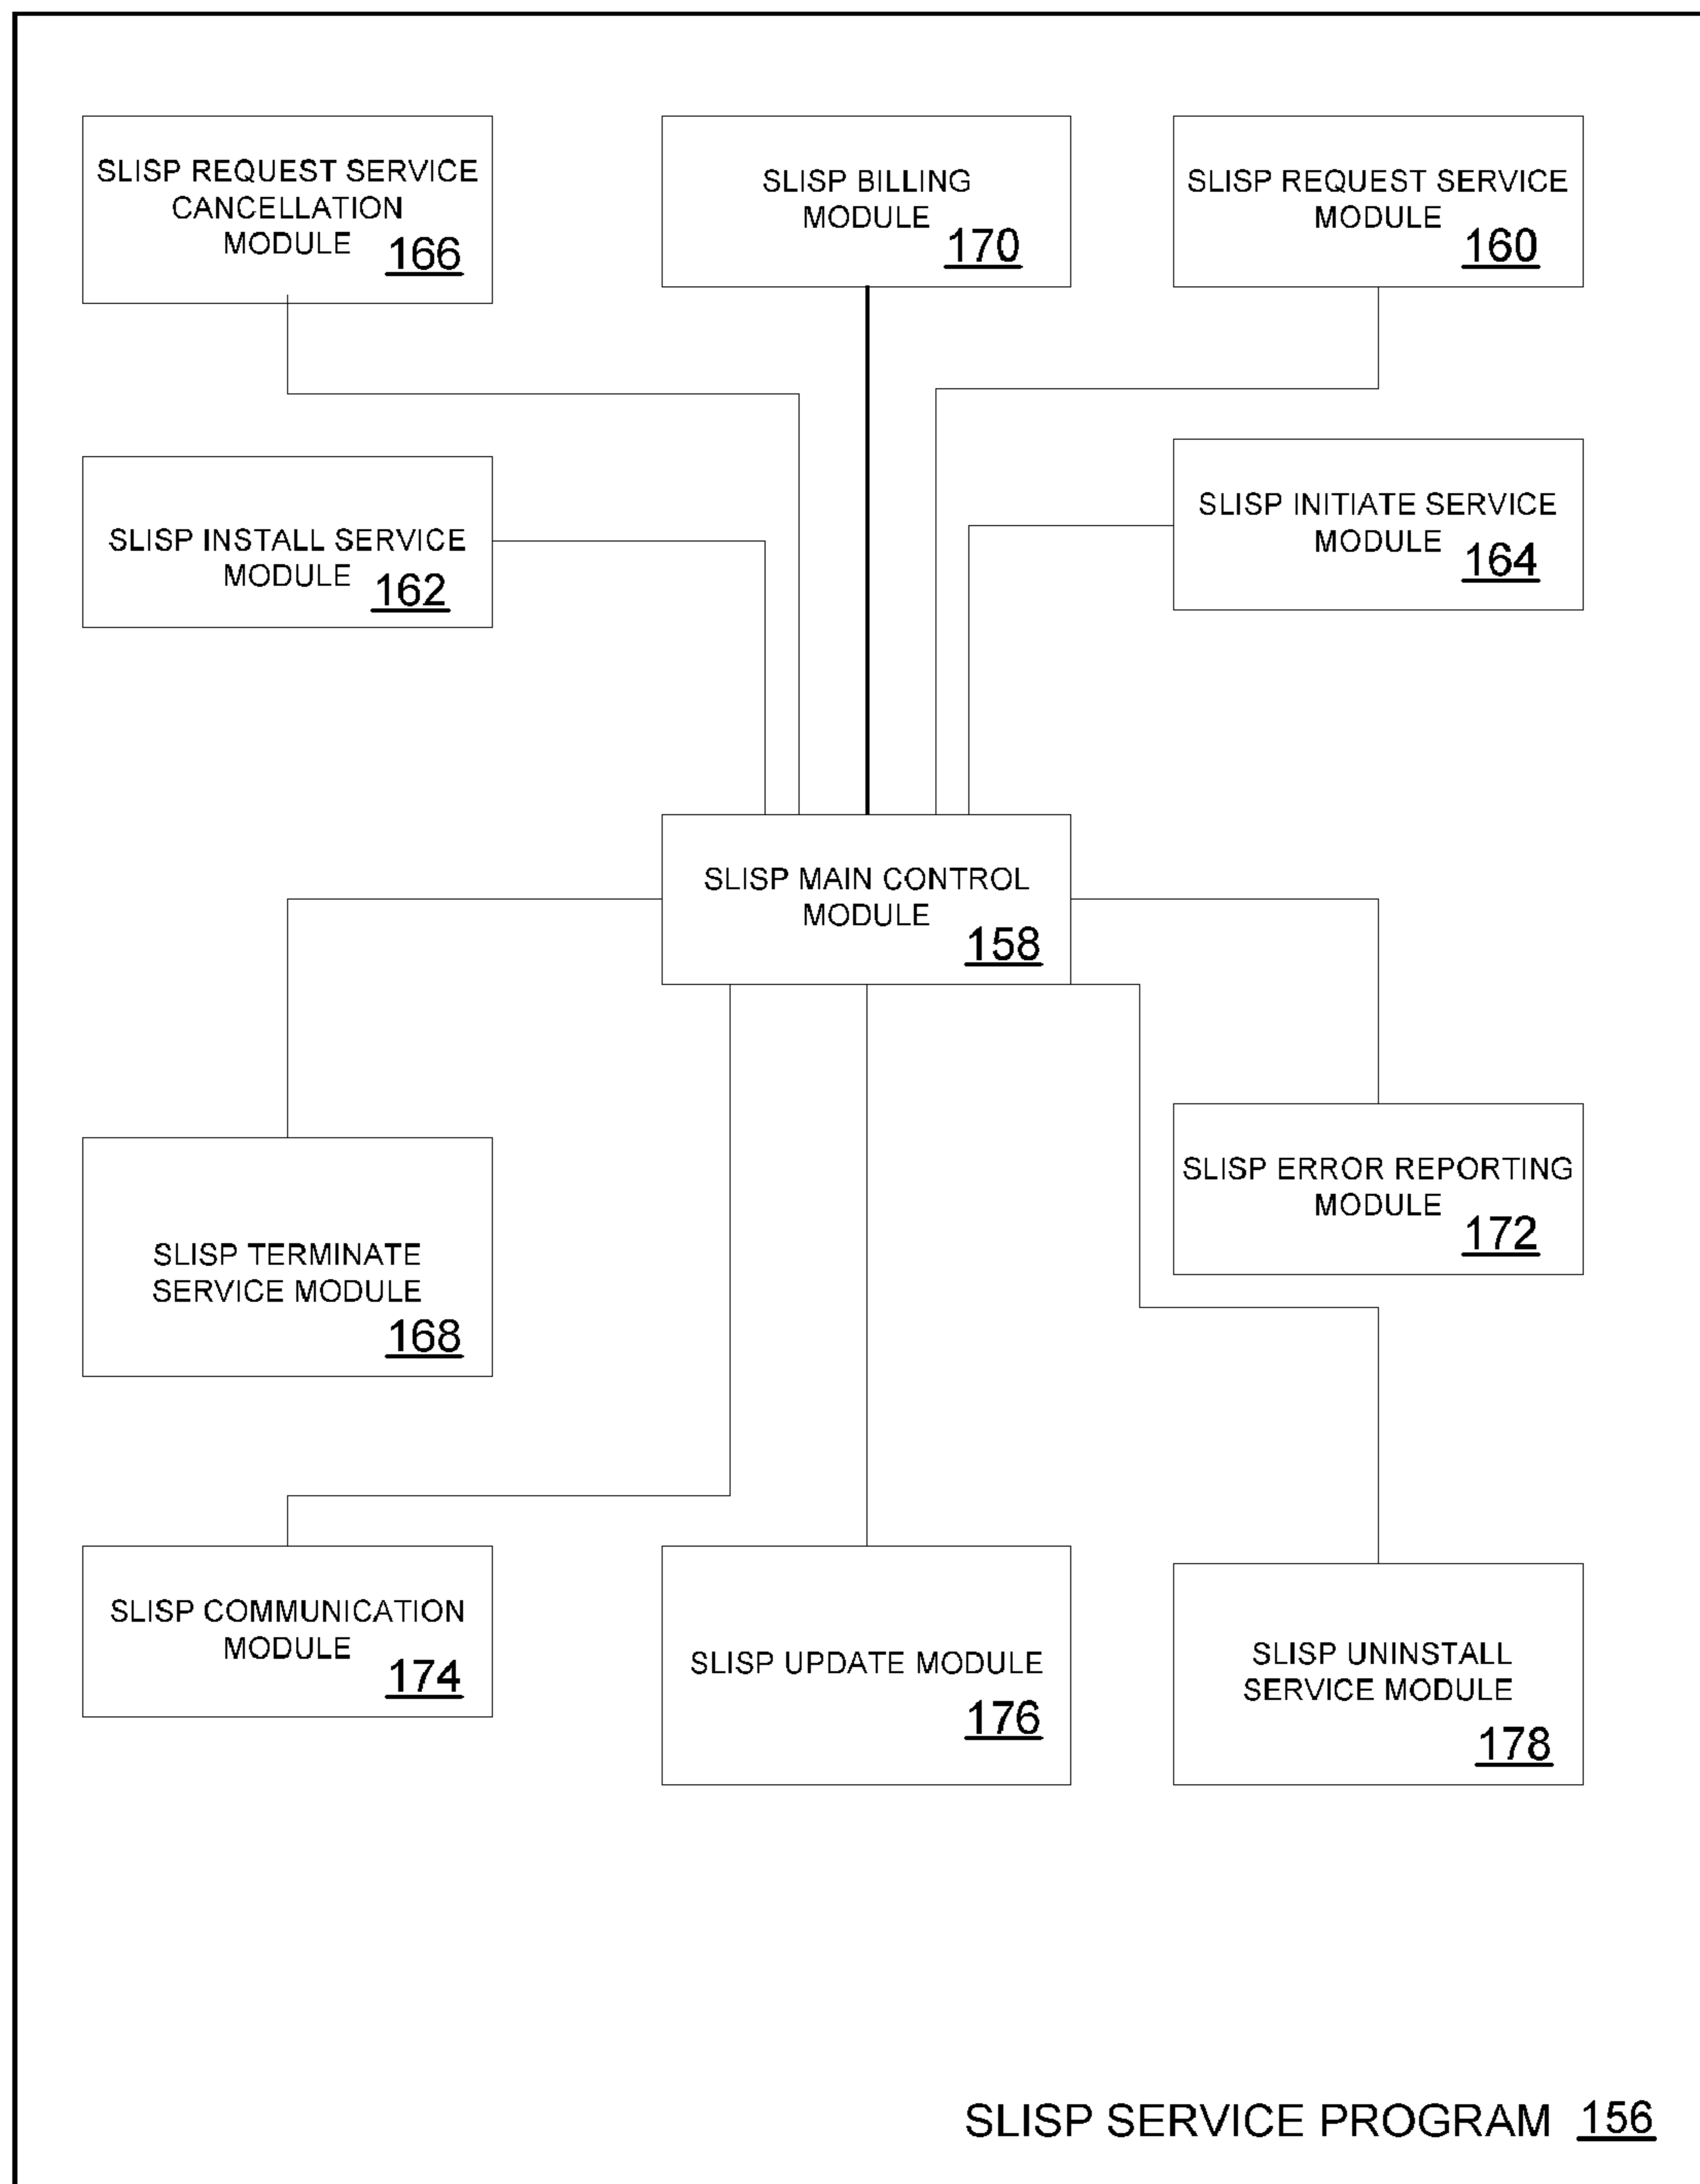 SLISP REQUEST SERVICE
CANCELLATION
MODULE 166
SLISP BILLING
MODULE 170
SLISP REQUEST SERVICE
MODULE 160
SLISP INSTALL SERVICE
MODULE 162
SLISP INITIATE SERVICE
MODULE 164
SLISP MAIN CONTROL
MODULE 158
SLISP TERMINATE
SERVICE MODULE
168
SLISP ERROR REPORTING
MODULE 172
SLISP COMMUNICATION
MODULE 174
SLISP UPDATE MODULE
176
SLISP UNINSTALL
SERVICE MODULE
178
SLISP SERVICE PROGRAM 156